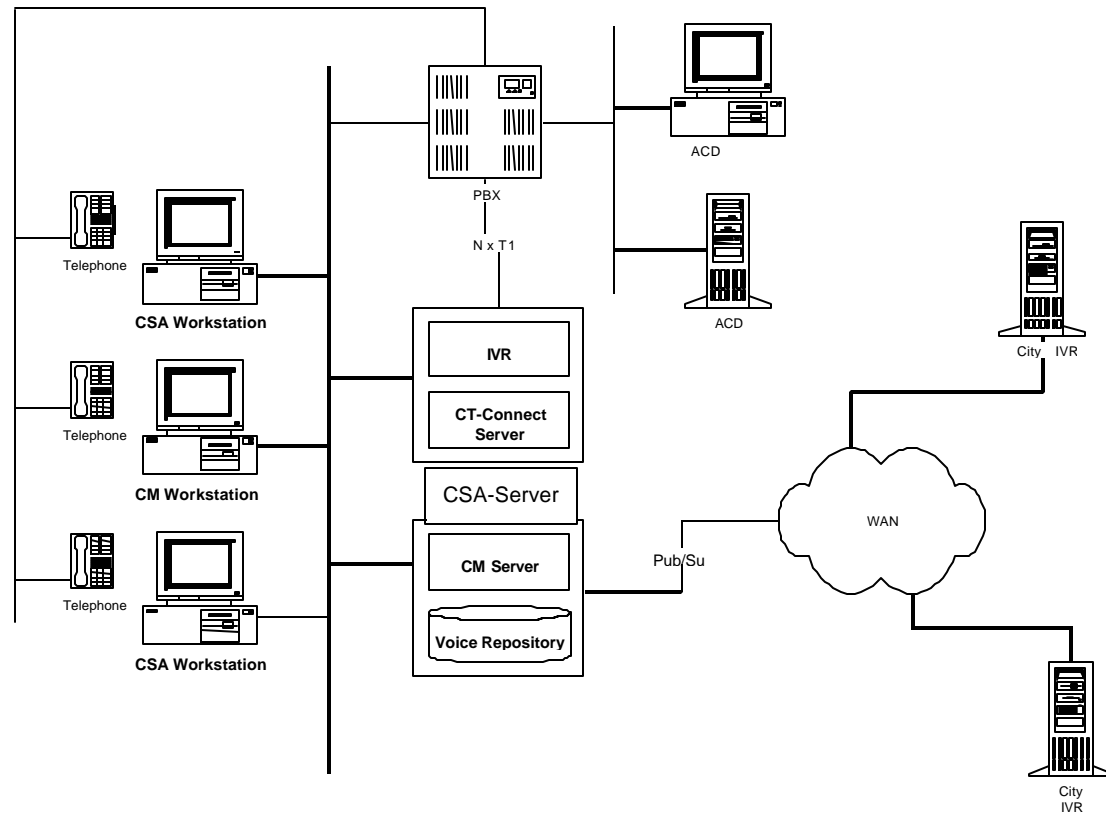 ACD
PBX
N x T1
Telephone
CSA Workstation
ACD
IVR
City IVR
CT-Connect
Server
Telephone
CM Workstation
CSA-Server
WAN
Pub/Su
CM Server
Telephone
Voice Repository
CSA Workstation
City
IVR